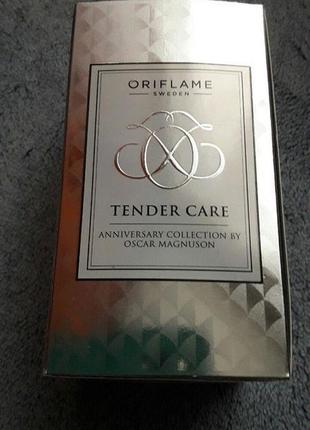 ORIFLAME
SWEDEN
TENDER CARE
ANNIVERSARY COLLECTION BY
OSCAR MAGNUSON